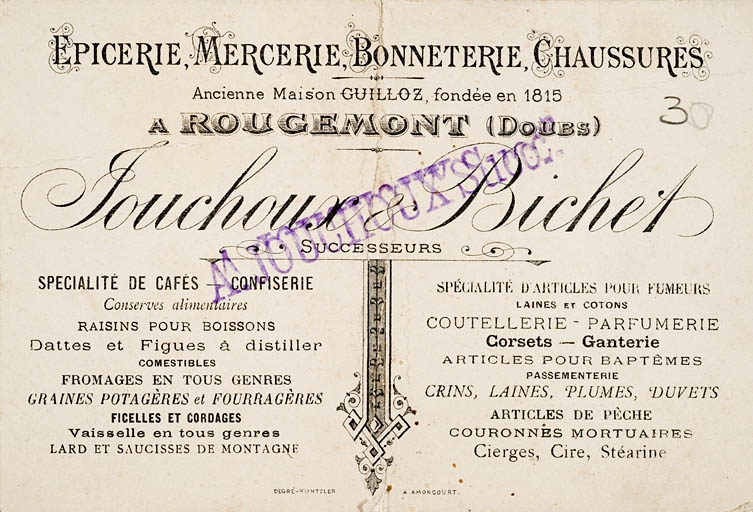 EPICERIE, MERCERIE, BONNETERIE, CHAUSSURES
Ancienne Maison GUILLOZ, fondée en 1815
30
A ROUGEMONT (DOUBS)
Jouchoux & Bichet
A. JOUCHOUX Succr.
SUCCESSEURS
SPECIALITÉ DE CAFÉS — CONFISERIE
Conserves alimentaires
RAISINS POUR BOISSONS
Dattes et Figues à distiller
COMESTIBLES
FROMAGES EN TOUS GENRES
GRAINES POTAGÈRES et FOURRAGÈRES
FICELLES ET CORDAGES
Vaisselle en tous genres
LARD ET SAUCISSES DE MONTAGNE
SPÉCIALITÉ D'ARTICLES POUR FUMEURS
LAINES ET COTONS
COUTELLERIE - PARFUMERIE
Corsets — Ganterie
ARTICLES POUR BAPTÊMES
PASSEMENTERIE
CRINS, LAINES, PLUMES, DUVETS
ARTICLES DE PÊCHE
COURONNES MORTUAIRES
Cierges, Cire, Stéarine
DEGRÉ-KUNTZLER A AMONCOURT.